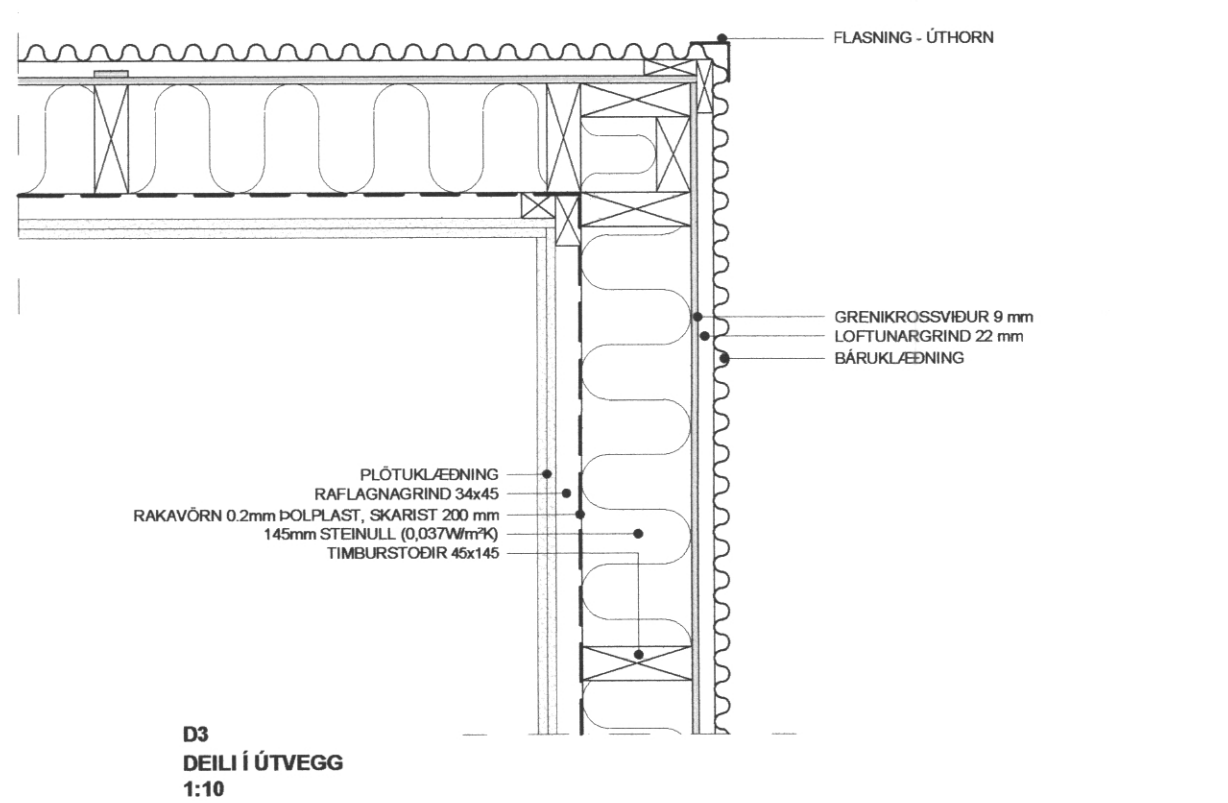 FLASNING - ÚTHORN
GRENIKROSSVIÐUR 9 mm
LOFTUNARGRIND 22 mm
BÁRUKLÆÐNING
PLÖTUKLÆÐNING
RAFLAGNAGRIND 34x45
RAKAVÖRN 0.2mm ÞOLPLAST, SKARIST 200 mm
145mm STEINULL (0,037W/m²K)
TIMBURSTOÐIR 45x145
D3
DEILI Í ÚTVEGG
1:10